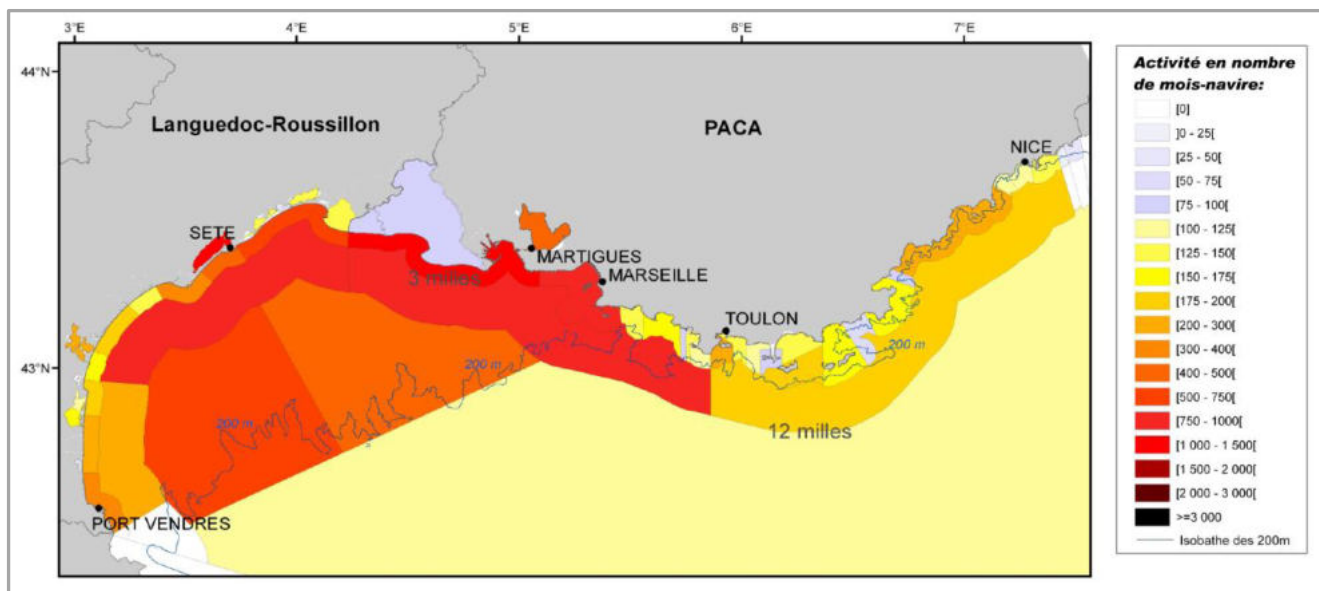 3°E
4°E
5°E
6°E
7°E
44°N
43°N
Languedoc-Roussillon
PACA
NICE
SETE
MARTIGUES
MARSEILLE
3 milles
TOULON
200 m
200 m
200 m
12 milles
PORT VENDRES
Activité en nombre
de mois-navire:
[0]
]0 - 25[
[25 - 50[
[50 - 75[
[75 - 100[
[100 - 125[
[125 - 150[
[150 - 175[
[175 - 200[
[200 - 300[
[300 - 400[
[400 - 500[
[500 - 750[
[750 - 1000[
[1 000 - 1 500[
[1 500 - 2 000[
[2 000 - 3 000[
>=3 000
Isobathe des 200m